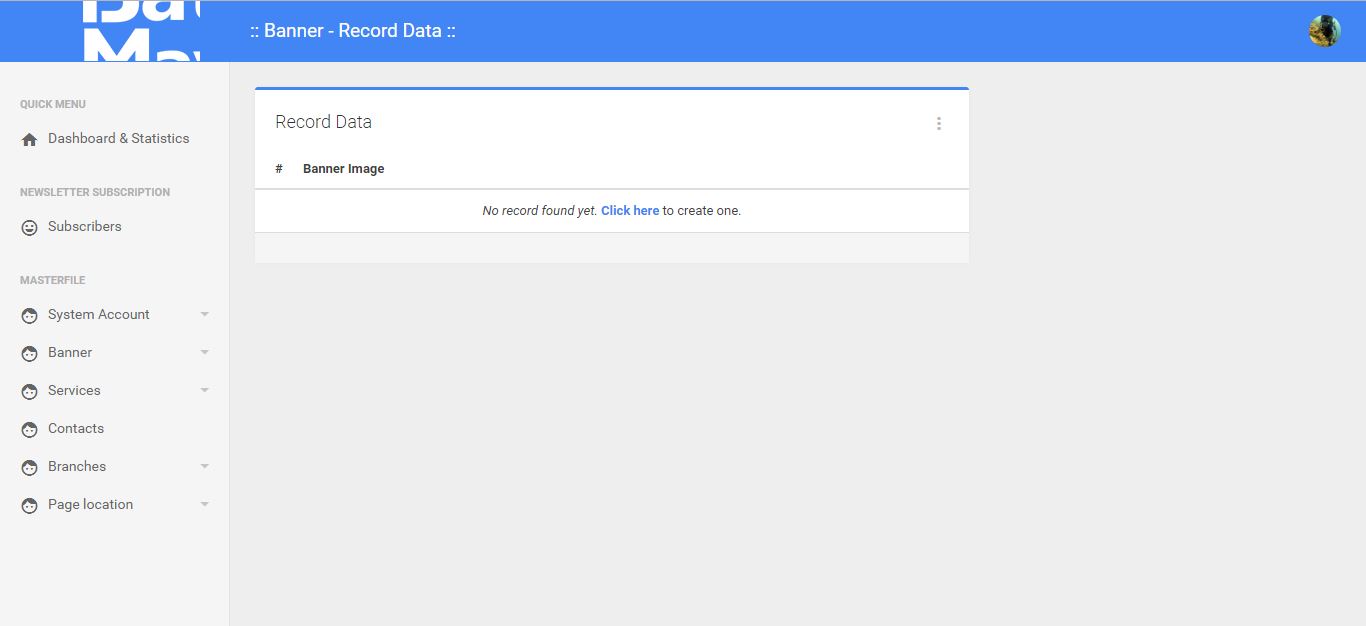 :: Banner - Record Data ::
QUICK MENU
Dashboard & Statistics
NEWSLETTER SUBSCRIPTION
Subscribers
MASTERFILE
System Account
Banner
Services
Contacts
Branches
Page location
Record Data
# Banner Image
No record found yet. Click here to create one.